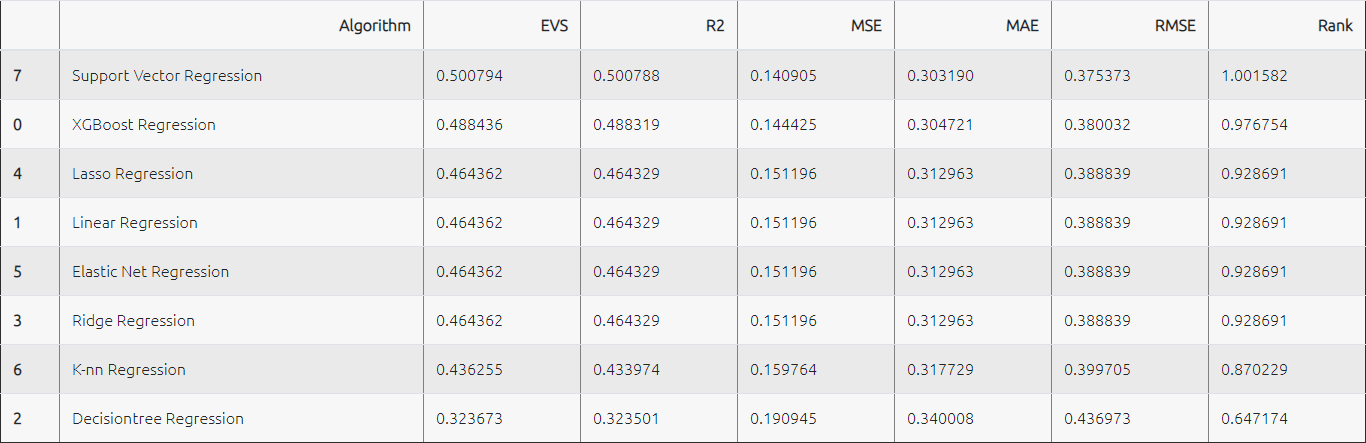 Algorithm EVS R2 MSE MAE RMSE Rank
7 Support Vector Regression 0.500794 0.500788 0.140905 0.303190 0.375373 1.001582
0 XGBoost Regression 0.488436 0.488319 0.144425 0.304721 0.380032 0.976754
4 Lasso Regression 0.464362 0.464329 0.151196 0.312963 0.388839 0.928691
1 Linear Regression 0.464362 0.464329 0.151196 0.312963 0.388839 0.928691
5 Elastic Net Regression 0.464362 0.464329 0.151196 0.312963 0.388839 0.928691
3 Ridge Regression 0.464362 0.464329 0.151196 0.312963 0.388839 0.928691
6 K-nn Regression 0.436255 0.433974 0.159764 0.317729 0.399705 0.870229
2 Decisiontree Regression 0.323673 0.323501 0.190945 0.340008 0.436973 0.647174